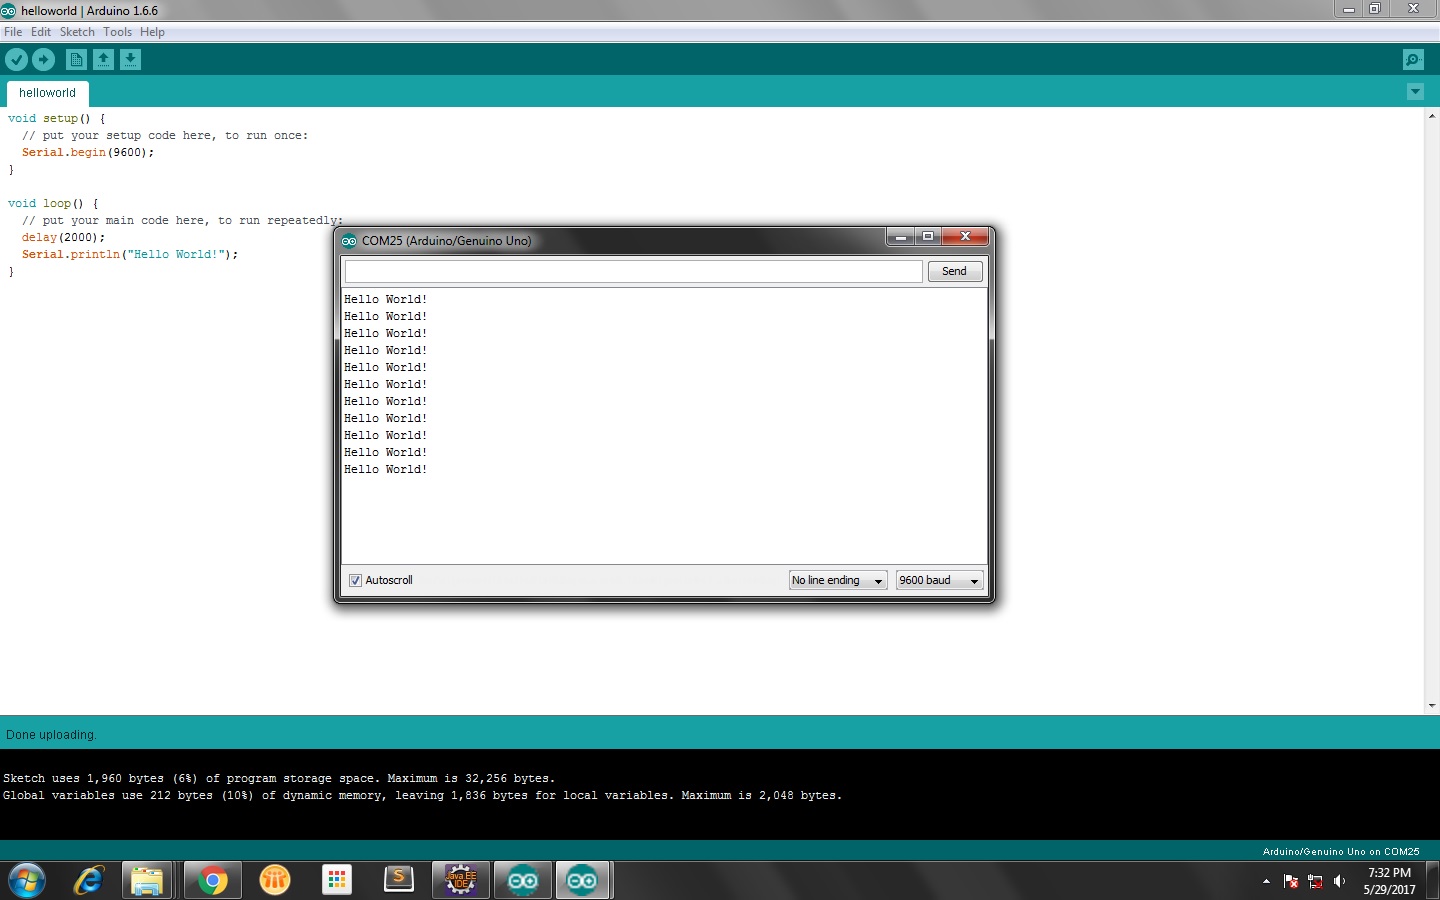 helloworld | Arduino 1.6.6
File Edit Sketch Tools Help
helloworld
void setup() {
  // put your setup code here, to run once:
  Serial.begin(9600);
}
void loop() {
  // put your main code here, to run repeatedly:
  delay(2000);
  Serial.println("Hello World!");
}
COM25 (Arduino/Genuino Uno)
Send
Hello World!
Hello World!
Hello World!
Hello World!
Hello World!
Hello World!
Hello World!
Hello World!
Hello World!
Hello World!
Hello World!
Autoscroll
No line ending
9600 baud
Done uploading.
Sketch uses 1,960 bytes (6%) of program storage space. Maximum is 32,256 bytes.
Global variables use 212 bytes (10%) of dynamic memory, leaving 1,836 bytes for local variables. Maximum is 2,048 bytes.
Arduino/Genuino Uno on COM25
S
Java EE
IDE
7:32 PM
5/29/2017